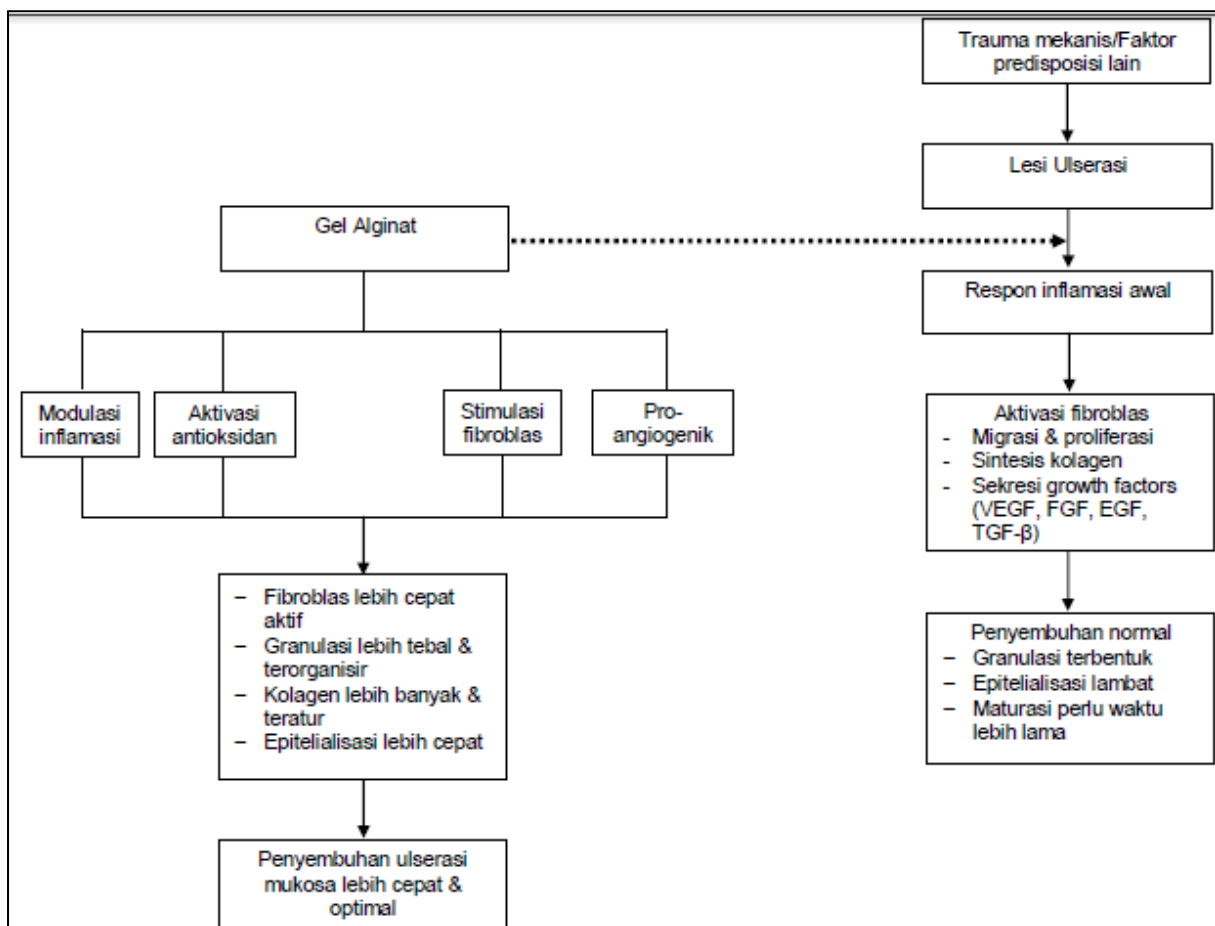 Trauma mekanis/Faktor
predisposisi lain
Lesi Ulserasi
Gel Alginat
Respon inflamasi awal
Modulasi
inflamasi
Aktivasi
antioksidan
Stimulasi
fibroblas
Pro-
angiogenik
Aktivasi fibroblas
- Migrasi & proliferasi
- Sintesis kolagen
- Sekresi growth factors
(VEGF, FGF, EGF,
TGF-β)
– Fibroblas lebih cepat
aktif
– Granulasi lebih tebal &
terorganisir
– Kolagen lebih banyak &
teratur
– Epitelialisasi lebih cepat
Penyembuhan normal
– Granulasi terbentuk
– Epitelialisasi lambat
– Maturasi perlu waktu
lebih lama
Penyembuhan ulserasi
mukosa lebih cepat &
optimal